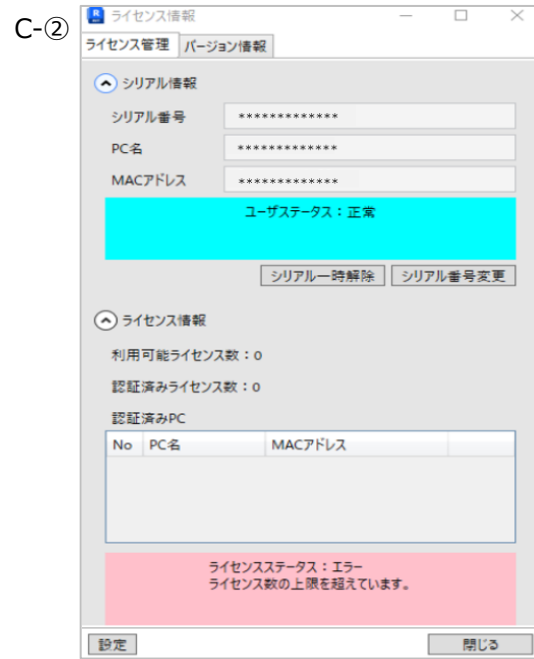 C-②
ライセンス情報
ライセンス管理 バージョン情報
シリアル情報
シリアル番号 *************
PC名 *************
MACアドレス *************
ユーザステータス：正常
シリアル一時解除 シリアル番号変更
ライセンス情報
利用可能ライセンス数：0
認証済みライセンス数：0
認証済みPC
No PC名 MACアドレス
ライセンスステータス：エラー
ライセンス数の上限を超えています。
設定 閉じる